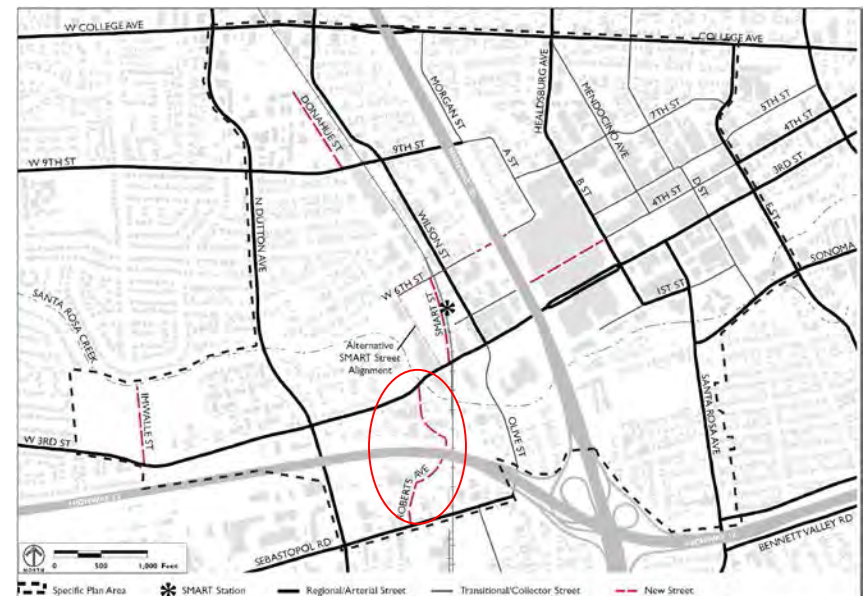 W COLLEGE AVE
COLLEGE AVE
MORGAN ST
HEALDSBURG AVE
MENDOCINO AVE
7TH ST
5TH ST
4TH ST
3RD ST
DONAHUE ST
9TH ST
W 9TH ST
A ST
B ST
4TH ST
D ST
E ST
N DUTTON AVE
WILSON ST
W 6TH ST
SMART ST
SONOMA
1ST ST
SANTA ROSA CREEK
Alternative
SMART Street
Alignment
IMWALLE ST
W 3RD ST
OLIVE ST
SANTA ROSA AVE
ROBERTS AVE
HIGHWAY 12
SEBASTOPOL RD
BENNETT VALLEY RD
NORTH
0 500 1,000 Feet
Specific Plan Area
SMART Station
Regional/Arterial Street
Transitional/Collector Street
New Street